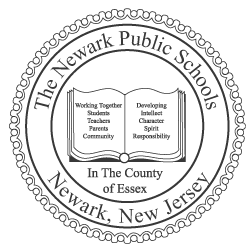 The Newark Public Schools
Working Together
Students
Teachers
Parents
Community
Developing
Intellect
Character
Spirit
Responsibility
In The County
of Essex
Newark, New Jersey